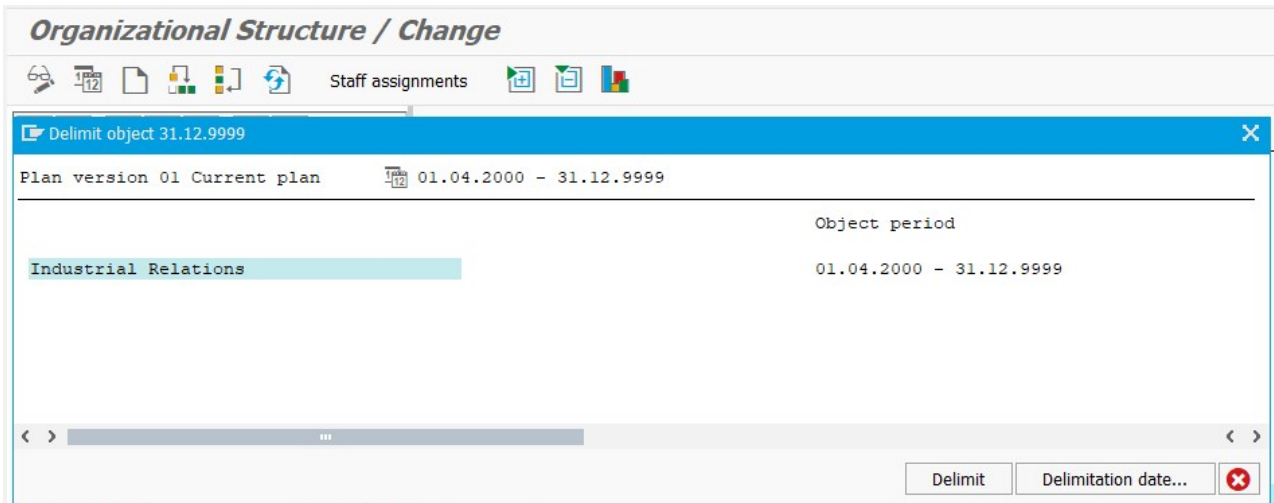 Organizational Structure / Change
Staff assignments
Delimit object 31.12.9999
Plan version 01 Current plan 01.04.2000 - 31.12.9999
Object period
Industrial Relations 01.04.2000 - 31.12.9999
Delimit Delimitation date...